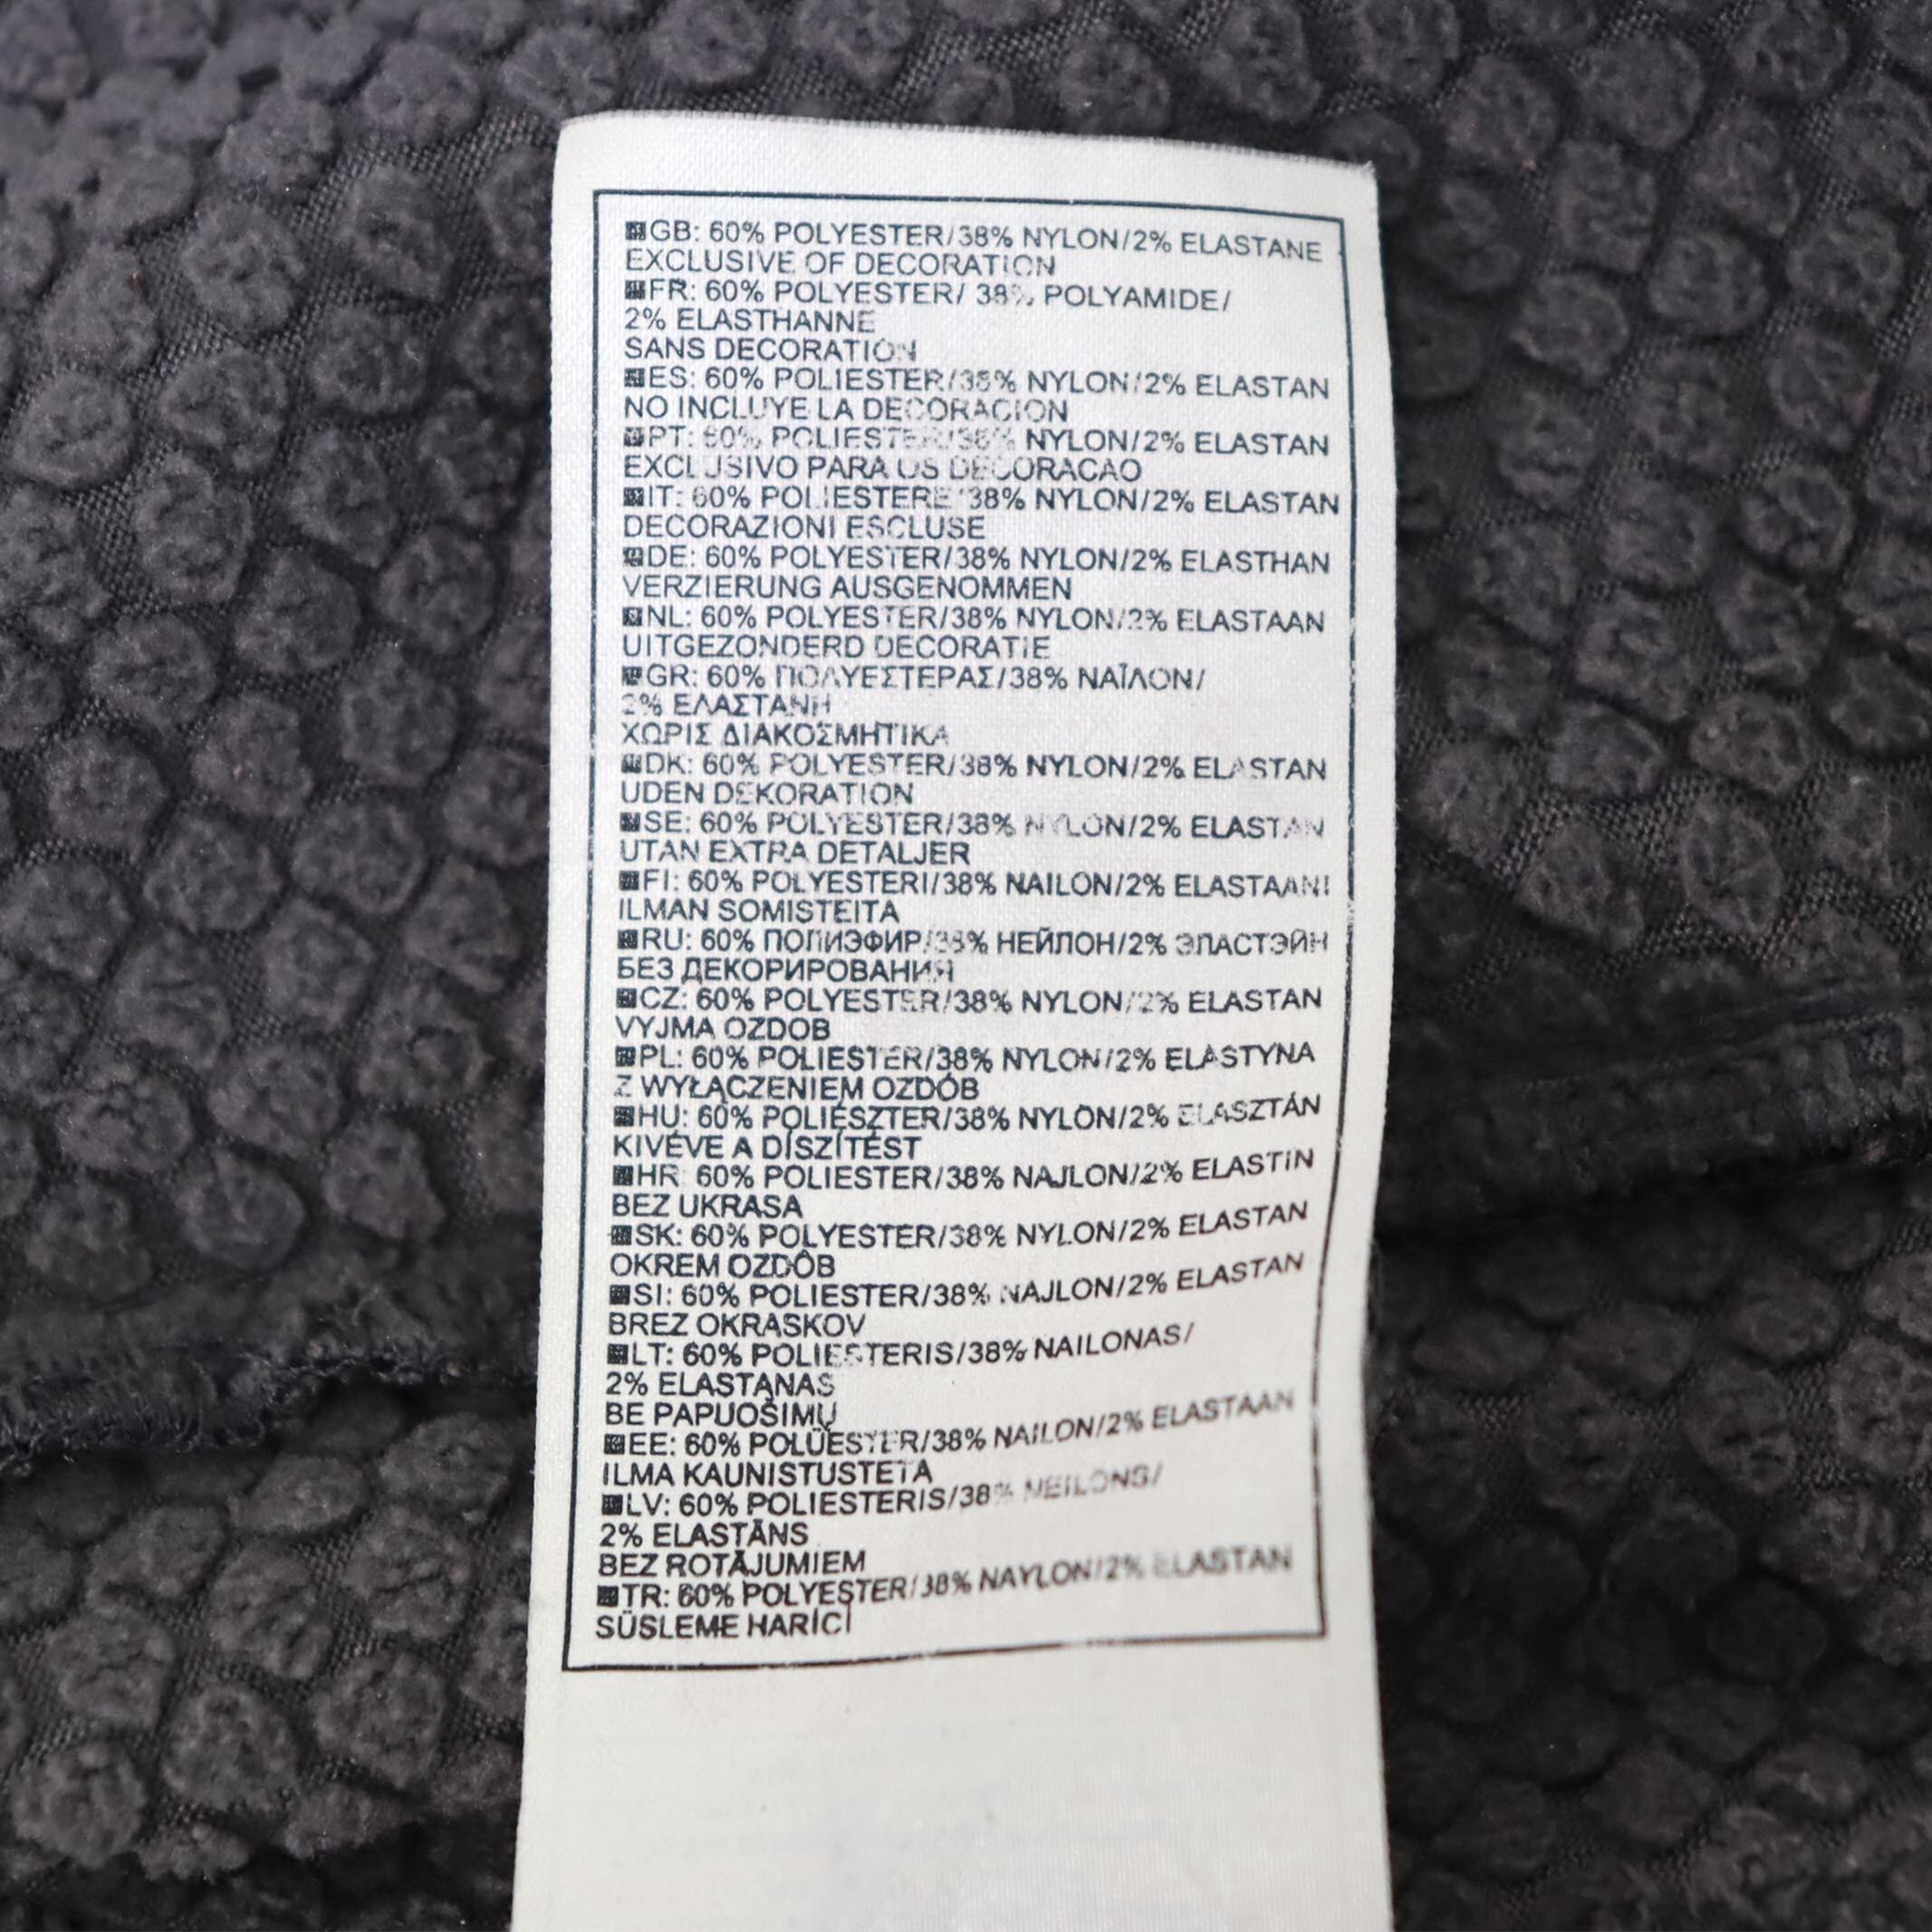 GB: 60% POLYESTER/38% NYLON/2% ELASTANE
EXCLUSIVE OF DECORATION
FR: 60% POLYESTER/ 38% POLYAMIDE/
2% ELASTHANNE
SANS DECORATION
ES: 60% POLIESTER/38% NYLON/2% ELASTAN
NO INCLUYE LA DECORACION
PT: 60% POLIESTER/38% NYLON/2% ELASTAN
EXCLUSIVO PARA OS DECORACAO
IT: 60% POLIESTERE/38% NYLON/2% ELASTAN
DECORAZIONI ESCLUSE
DE: 60% POLYESTER/38% NYLON/2% ELASTHAN
VERZIERUNG AUSGENOMMEN
NL: 60% POLYESTER/38% NYLON/2% ELASTAAN
UITGEZONDERD DECORATIE
GR: 60% ΠΟΛΥΕΣΤΕΡΑΣ/38% ΝΑΪΛΟΝ/
2% ΕΛΑΣΤΑΝΗ
ΧΩΡΙΣ ΔΙΑΚΟΣΜΗΤΙΚΑ
DK: 60% POLYESTER/38% NYLON/2% ELASTAN
UDEN DEKORATION
SE: 60% POLYESTER/38% NYLON/2% ELASTAN
UTAN EXTRA DETALJER
FI: 60% POLYESTERI/38% NAILON/2% ELASTAANI
ILMAN SOMISTEITA
RU: 60% ПОЛИЭФИР/38% НЕЙЛОН/2% ЭЛАСТЭЙН
БЕЗ ДЕКОРИРОВАНИЯ
CZ: 60% POLYESTER/38% NYLON/2% ELASTAN
VYJMA OZDOB
PL: 60% POLIESTER/38% NYLON/2% ELASTYNA
Z WYŁĄCZENIEM OZDÓB
HU: 60% POLIÉSZTER/38% NYLON/2% ELASZTÁN
KIVÉVE A DÍSZÍTÉST
HR: 60% POLIESTER/38% NAJLON/2% ELASTIN
BEZ UKRASA
SK: 60% POLYESTER/38% NYLON/2% ELASTAN
OKREM OZDÔB
SI: 60% POLIESTER/38% NAJLON/2% ELASTAN
BREZ OKRASKOV
LT: 60% POLIESTERIS/38% NAILONAS/
2% ELASTĄNAS
BE PAPUOŠIMŲ
EE: 60% POLÜESTER/38% NAILON/2% ELASTAAN
ILMA KAUNISTUSTETA
LV: 60% POLIESTERIS/38% NEILONS/
2% ELASTĀNS
BEZ ROTĀJUMIEM
TR: 60% POLYESTER/38% NAYLON/2% ELASTAN
SÜSLEME HARİCİ